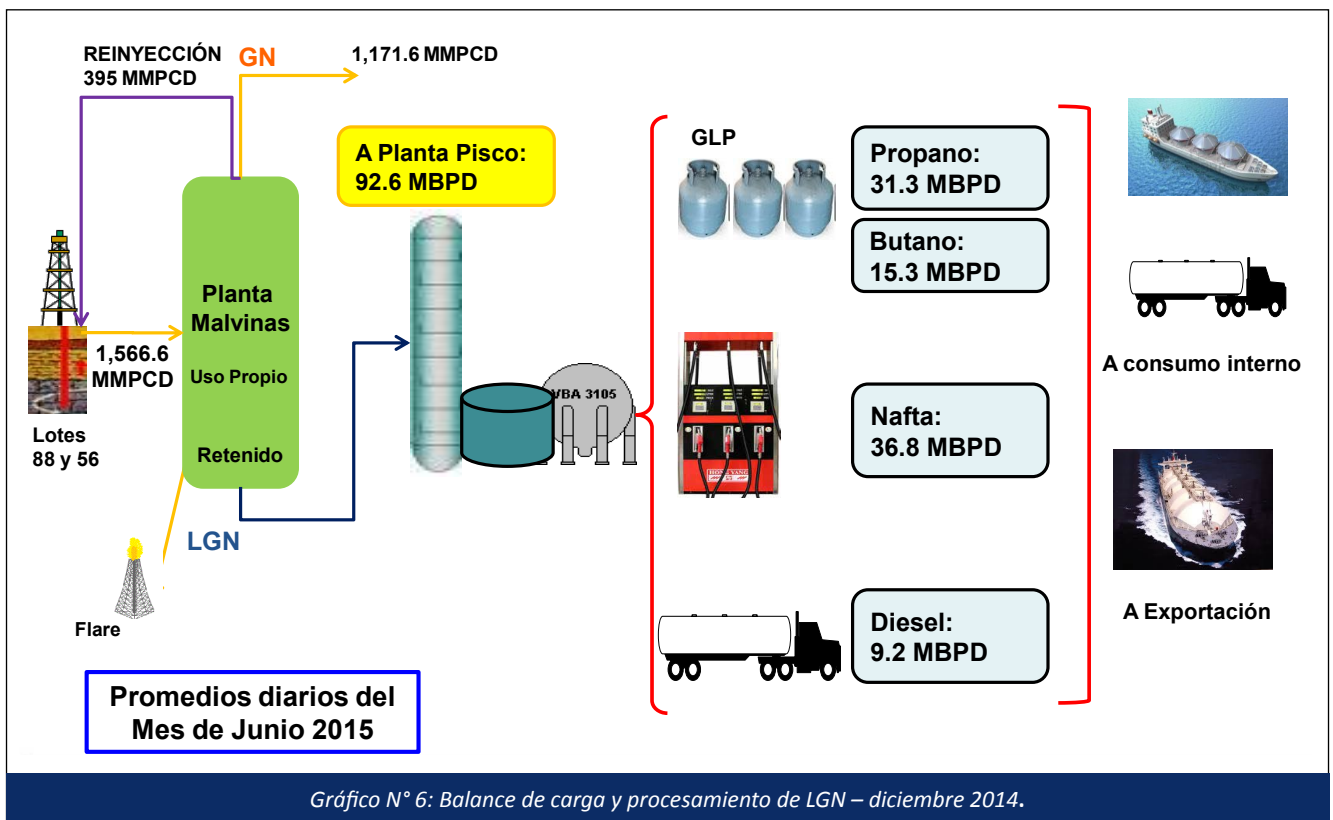 REINYECCIÓN
395 MMPCD
GN
1,171.6 MMPCD
A Planta Pisco:
92.6 MBPD
GLP
Propano:
31.3 MBPD
Butano:
15.3 MBPD
Planta
Malvinas
Uso Propio
Retenido
1,566.6
MMPCD
Lotes
88 y 56
LGN
Flare
VBA 3105
Nafta:
36.8 MBPD
Diesel:
9.2 MBPD
A consumo interno
A Exportación
Promedios diarios del
Mes de Junio 2015
Gráfico N° 6: Balance de carga y procesamiento de LGN – diciembre 2014.